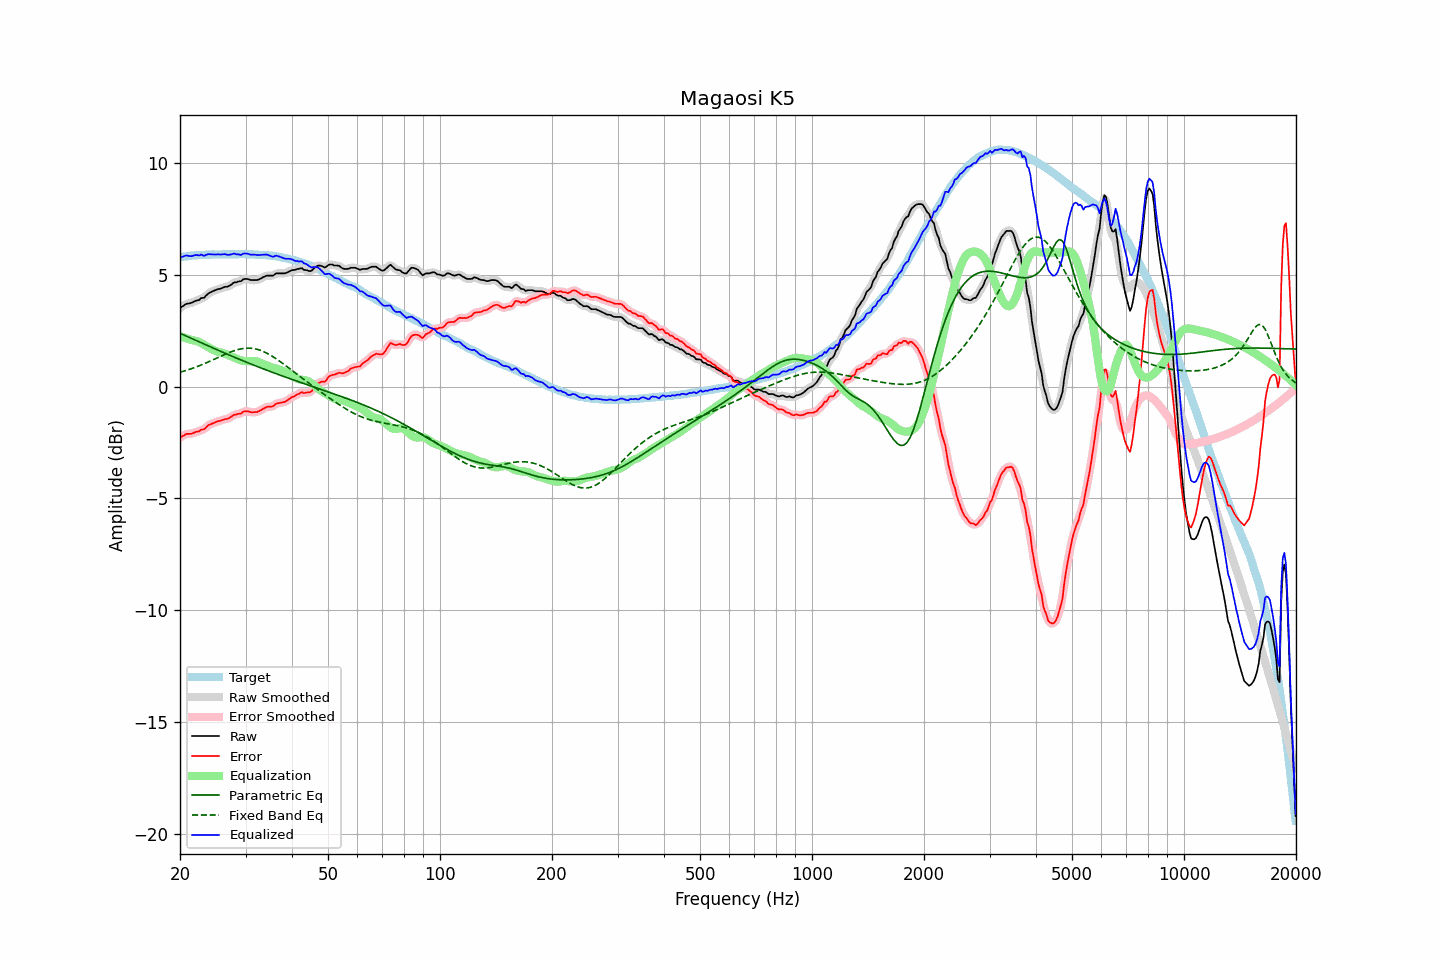 Magaosi K5
Amplitude (dBr)
10
5
0
−5
−10
−15
−20
Target
Raw Smoothed
Error Smoothed
Raw
Error
Equalization
Parametric Eq
Fixed Band Eq
Equalized
20 50 100 200 500 1000 2000 5000 10000 20000
Frequency (Hz)